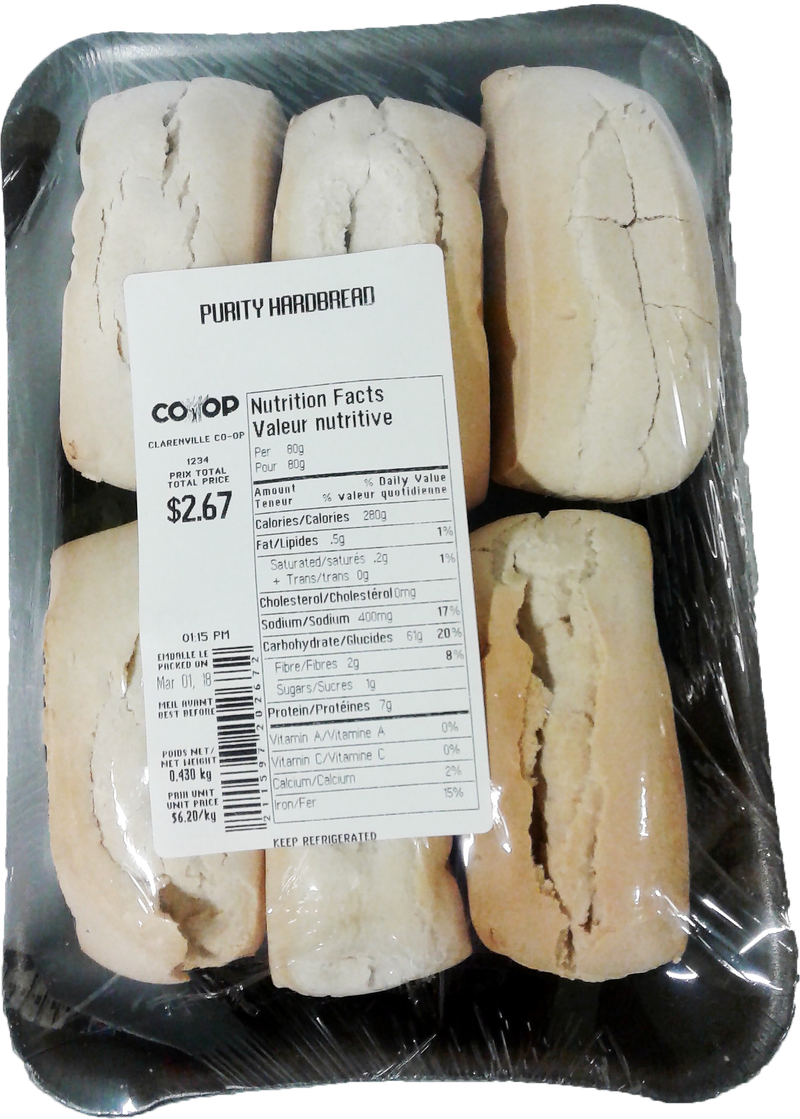 PURITY HARDBREAD
CO-OP
CLARENVILLE CO-OP
1234
PRIX TOTAL
TOTAL PRICE
$2.67
01:15 PM
EMBALLE LE
PACKED ON
Mar 01, 18
MEIL AVANT
BEST BEFORE
POIDS NET/
NET WEIGHT
0.430 kg
PRIX UNIT
UNIT PRICE
$6.20/kg
2 11597 202672
Nutrition Facts
Valeur nutritive
Per 80g
Pour 80g
Amount % Daily Value
Teneur % valeur quotidienne
Calories/Calories 280g
Fat/Lipides .5g 1%
Saturated/saturés .2g 1%
+ Trans/trans 0g
Cholesterol/Cholestérol 0mg
Sodium/Sodium 400mg 17%
Carbohydrate/Glucides 61g 20%
Fibre/Fibres 2g 8%
Sugars/Sucres 1g
Protein/Protéines 7g
Vitamin A/Vitamine A 0%
Vitamin C/Vitamine C 0%
Calcium/Calcium 2%
Iron/Fer 15%
KEEP REFRIGERATED